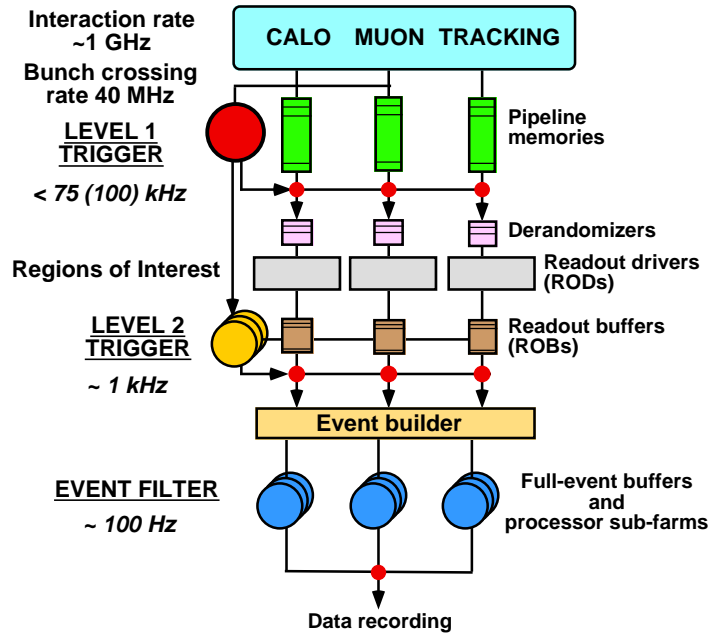 Interaction rate
~1 GHz
CALO MUON TRACKING
Bunch crossing
rate 40 MHz
Pipeline
memories
LEVEL 1
TRIGGER
< 75 (100) kHz
Derandomizers
Regions of Interest
Readout drivers
(RODs)
LEVEL 2
TRIGGER
Readout buffers
(ROBs)
~ 1 kHz
Event builder
EVENT FILTER
~ 100 Hz
Full-event buffers
and
processor sub-farms
Data recording